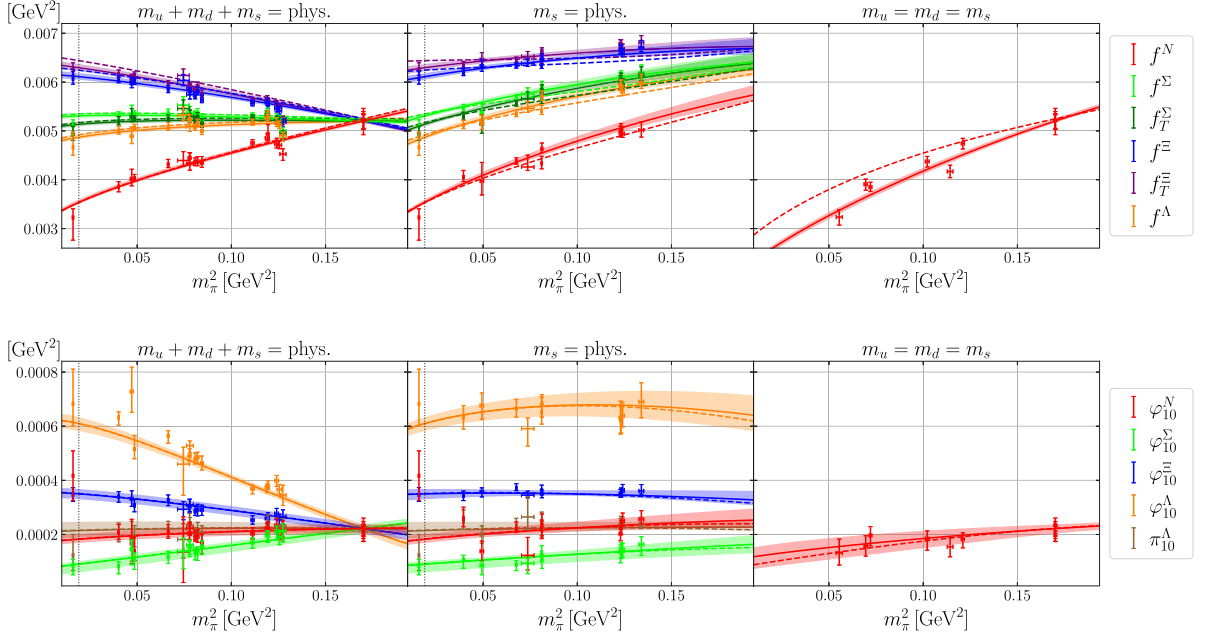 [GeV²] m_u + m_d + m_s = phys. m_s = phys. m_u = m_d = m_s
0.007
0.006
0.005
0.004
0.003
0.05 0.10 0.15 0.05 0.10 0.15 0.05 0.10 0.15
m_π² [GeV²] m_π² [GeV²] m_π² [GeV²]
f^N
f^Σ
f_T^Σ
f^Ξ
f_T^Ξ
f^Λ
[GeV²] m_u + m_d + m_s = phys. m_s = phys. m_u = m_d = m_s
0.0008
0.0006
0.0004
0.0002
0.05 0.10 0.15 0.05 0.10 0.15 0.05 0.10 0.15
m_π² [GeV²] m_π² [GeV²] m_π² [GeV²]
φ_10^N
φ_10^Σ
φ_10^Ξ
φ_10^Λ
π_10^Λ